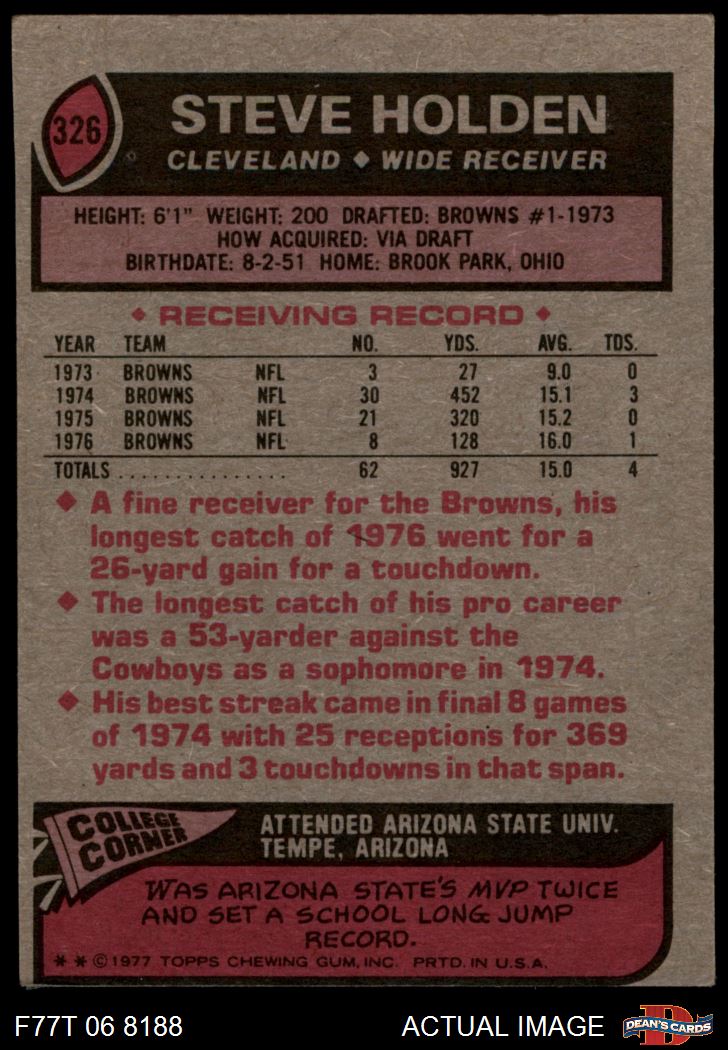 326
STEVE HOLDEN
CLEVELAND ◆ WIDE RECEIVER
HEIGHT: 6'1" WEIGHT: 200 DRAFTED: BROWNS #1-1973
HOW ACQUIRED: VIA DRAFT
BIRTHDATE: 8-2-51 HOME: BROOK PARK, OHIO
◆ RECEIVING RECORD ◆
YEAR TEAM NO. YDS. AVG. TDS.
1973 BROWNS NFL 3 27 9.0 0
1974 BROWNS NFL 30 452 15.1 3
1975 BROWNS NFL 21 320 15.2 0
1976 BROWNS NFL 8 128 16.0 1
TOTALS . . . . . . . . . . . . . . . 62 927 15.0 4
◆ A fine receiver for the Browns, his
longest catch of 1976 went for a
26-yard gain for a touchdown.
◆ The longest catch of his pro career
was a 53-yarder against the
Cowboys as a sophomore in 1974.
◆ His best streak came in final 8 games
of 1974 with 25 receptions for 369
yards and 3 touchdowns in that span.
COLLEGE
CORNER
ATTENDED ARIZONA STATE UNIV.
TEMPE, ARIZONA
WAS ARIZONA STATE'S MVP TWICE
AND SET A SCHOOL LONG JUMP
RECORD.
* * © 1977 TOPPS CHEWING GUM, INC. PRTD. IN U.S.A.
F77T 06 8188
ACTUAL IMAGE
D
DEAN'S CARDS